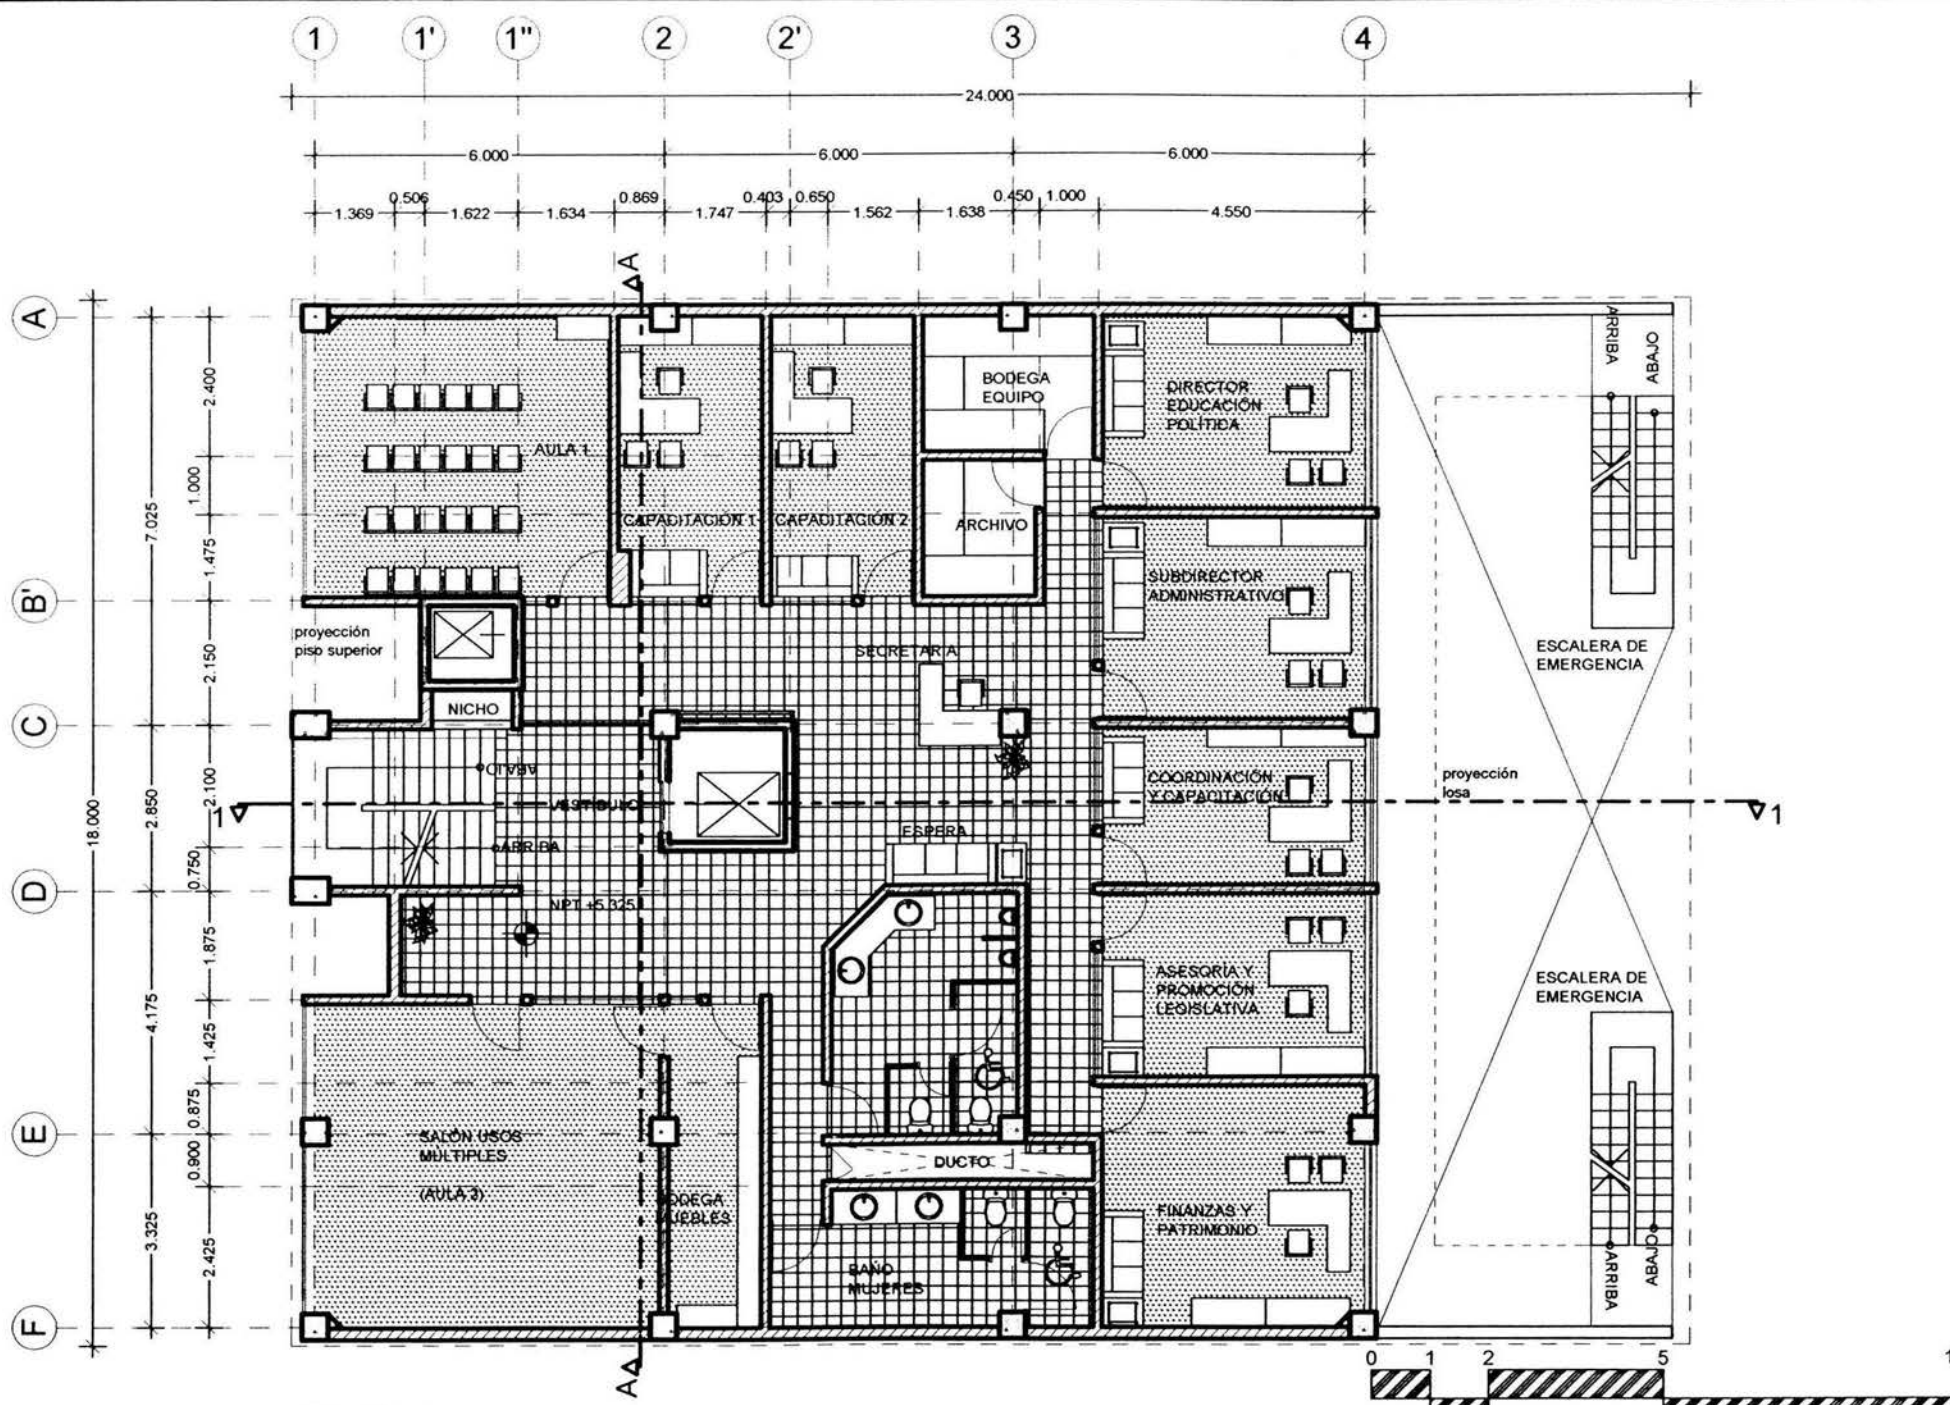 1 1' 1" 2 2' 3 4
24.000
6.000 6.000 6.000
0.506 0.869 0.403 0.650 0.450 1.000
1.369 1.622 1.634 1.747 1.562 1.638 4.550
A
A
ARRIBA
ABAJO
2.400
BODEGA
EQUIPO
DIRECTOR
EDUCACIÓN
POLÍTICA
AULA 1
1.000
7.025
CAPACITACIÓN 1
CAPACITACIÓN 2
ARCHIVO
1.475
SUBDIRECTOR
ADMINISTRATIVO
B'
proyección
piso superior
2.150
SECRETARIA
ESCALERA DE
EMERGENCIA
NICHO
C
ABAJO
COORDINACIÓN
Y CAPACITACIÓN
proyección
losa
2.100
2.850
18.000
1
VESTIBULO
1
ESPERA
ARRIBA
0.750
D
NPT +5.325
1.875
ASESORÍA Y
PROMOCIÓN
LEGISLATIVA
ESCALERA DE
EMERGENCIA
4.175
1.425
0.875
E
SALÓN USOS
MULTIPLES
(AULA 2)
DUCTO
0.900
BODEGA
MUEBLES
FINANZAS Y
PATRIMONIO
3.325
2.425
BAÑO
MUJERES
ARRIBA
ABAJO
F
A
0 1 2 5